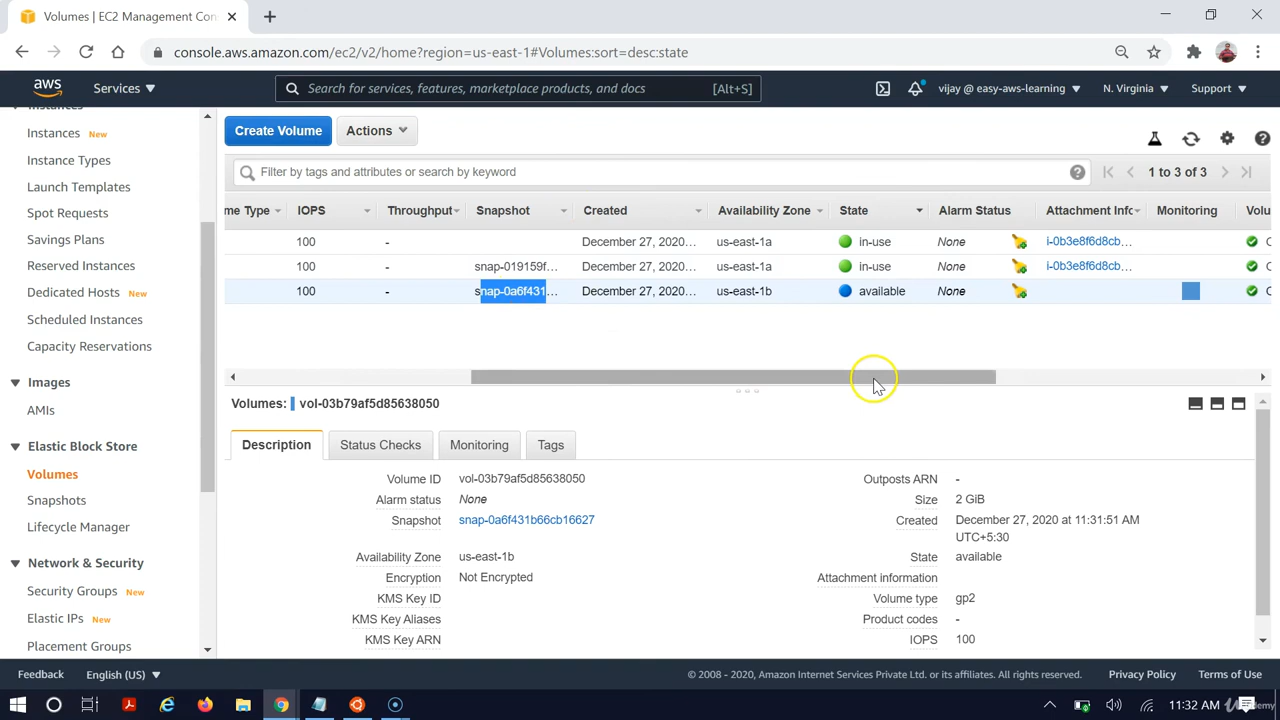 Volumes | EC2 Management Con
console.aws.amazon.com/ec2/v2/home?region=us-east-1#Volumes:sort=desc:state
aws
Services
Search for services, features, marketplace products, and docs [Alt+S]
vijay @ easy-aws-learning
N. Virginia
Support
Instances
Instances New
Instance Types
Launch Templates
Spot Requests
Savings Plans
Reserved Instances
Dedicated Hosts New
Scheduled Instances
Capacity Reservations
Images
AMIs
Elastic Block Store
Volumes
Snapshots
Lifecycle Manager
Network & Security
Security Groups New
Elastic IPs New
Placement Groups
Create Volume
Actions
Filter by tags and attributes or search by keyword
1 to 3 of 3
me Type IOPS Throughput Snapshot Created Availability Zone State Alarm Status Attachment Info Monitoring Volu
100 - December 27, 2020... us-east-1a in-use None i-0b3e8f6d8cb...
100 - snap-019159f... December 27, 2020... us-east-1a in-use None i-0b3e8f6d8cb...
100 - snap-0a6f431... December 27, 2020... us-east-1b available None
Volumes: vol-03b79af5d85638050
Description
Status Checks
Monitoring
Tags
Volume ID vol-03b79af5d85638050
Alarm status None
Snapshot snap-0a6f431b66cb16627
Availability Zone us-east-1b
Encryption Not Encrypted
KMS Key ID
KMS Key Aliases
KMS Key ARN
Outposts ARN -
Size 2 GiB
Created December 27, 2020 at 11:31:51 AM
UTC+5:30
State available
Attachment information
Volume type gp2
Product codes -
IOPS 100
Feedback
English (US)
© 2008 - 2020, Amazon Internet Services Private Ltd. or its affiliates. All rights reserved.
Privacy Policy
Terms of Use
11:32 AM